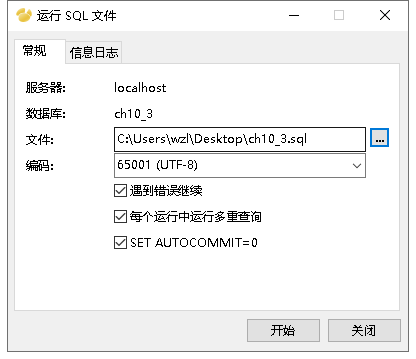 运行 SQL 文件
常规 信息日志
服务器: localhost
数据库: ch10_3
文件: C:\Users\wzl\Desktop\ch10_3.sql ...
编码: 65001 (UTF-8)
遇到错误继续
每个运行中运行多重查询
SET AUTOCOMMIT=0
开始 关闭